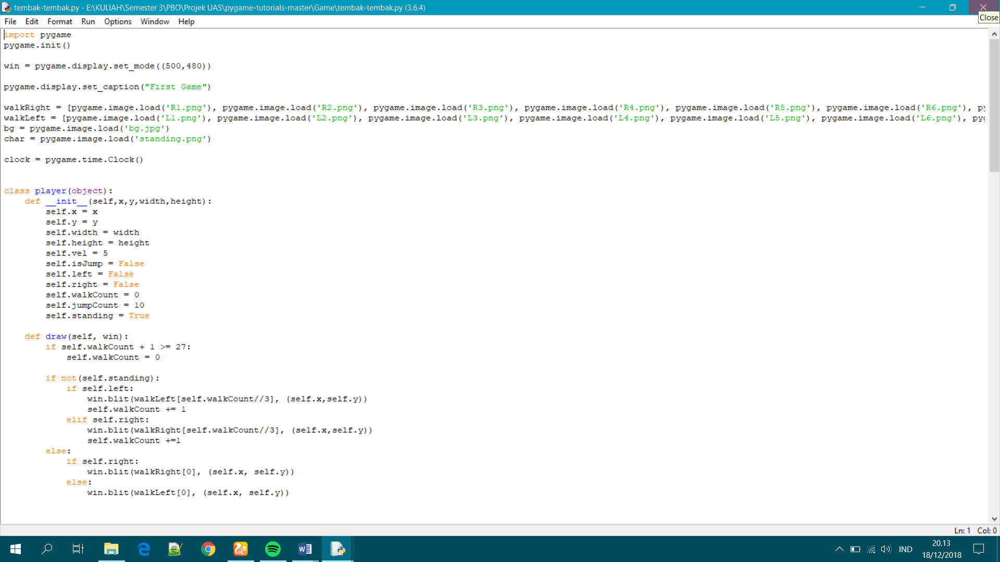 tembak-tembak.py - E:\KULIAH\Semester 3\PBO\Projek UAS\pygame-tutorials-master\Game\tembak-tembak.py (3.6.4)
Close
File Edit Format Run Options Window Help
import pygame
pygame.init()
win = pygame.display.set_mode((500,480))
pygame.display.set_caption("First Game")
walkRight = [pygame.image.load('R1.png'), pygame.image.load('R2.png'), pygame.image.load('R3.png'), pygame.image.load('R4.png'), pygame.image.load('R5.png'), pygame.image.load('R6.png'), py
walkLeft = [pygame.image.load('L1.png'), pygame.image.load('L2.png'), pygame.image.load('L3.png'), pygame.image.load('L4.png'), pygame.image.load('L5.png'), pygame.image.load('L6.png'), pyg
bg = pygame.image.load('bg.jpg')
char = pygame.image.load('standing.png')
clock = pygame.time.Clock()
class player(object):
    def __init__(self,x,y,width,height):
        self.x = x
        self.y = y
        self.width = width
        self.height = height
        self.vel = 5
        self.isJump = False
        self.left = False
        self.right = False
        self.walkCount = 0
        self.jumpCount = 10
        self.standing = True
    def draw(self, win):
        if self.walkCount + 1 >= 27:
            self.walkCount = 0
        if not(self.standing):
            if self.left:
                win.blit(walkLeft[self.walkCount//3], (self.x,self.y))
                self.walkCount += 1
            elif self.right:
                win.blit(walkRight[self.walkCount//3], (self.x,self.y))
                self.walkCount +=1
        else:
            if self.right:
                win.blit(walkRight[0], (self.x, self.y))
            else:
                win.blit(walkLeft[0], (self.x, self.y))
Ln: 1 Col: 0
IND
20.13
18/12/2018